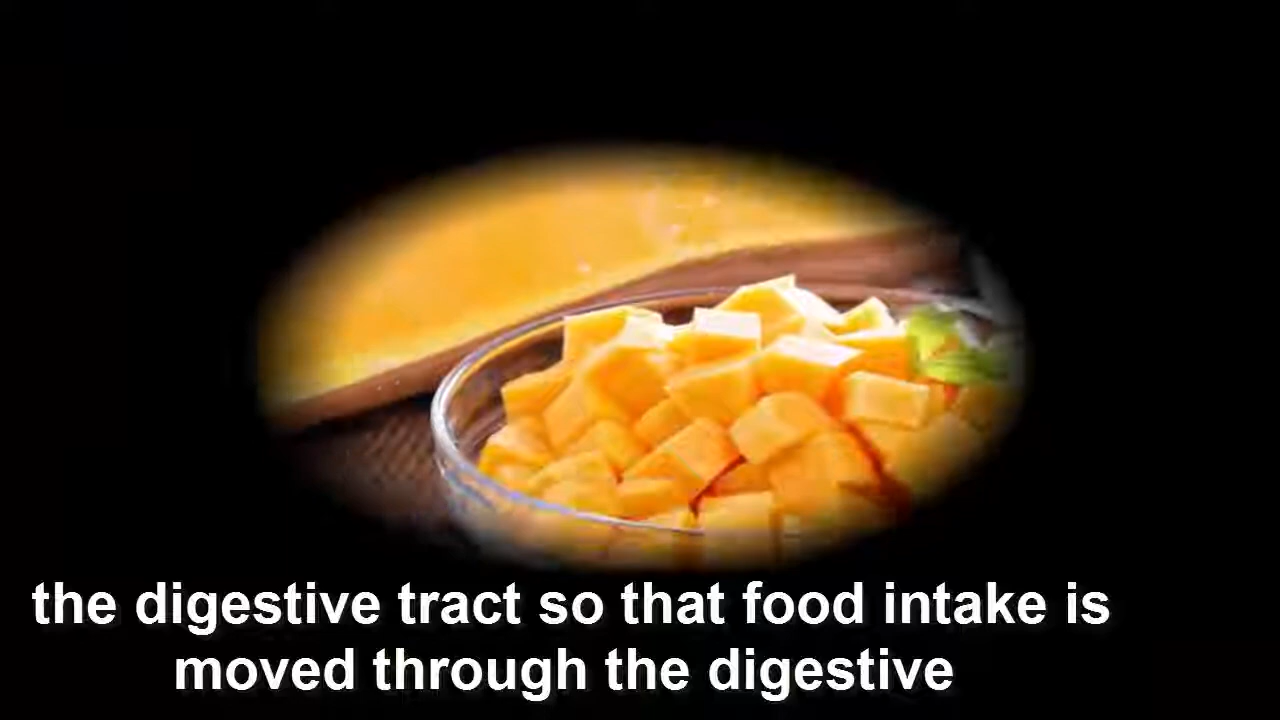 the digestive tract so that food intake is
moved through the digestive